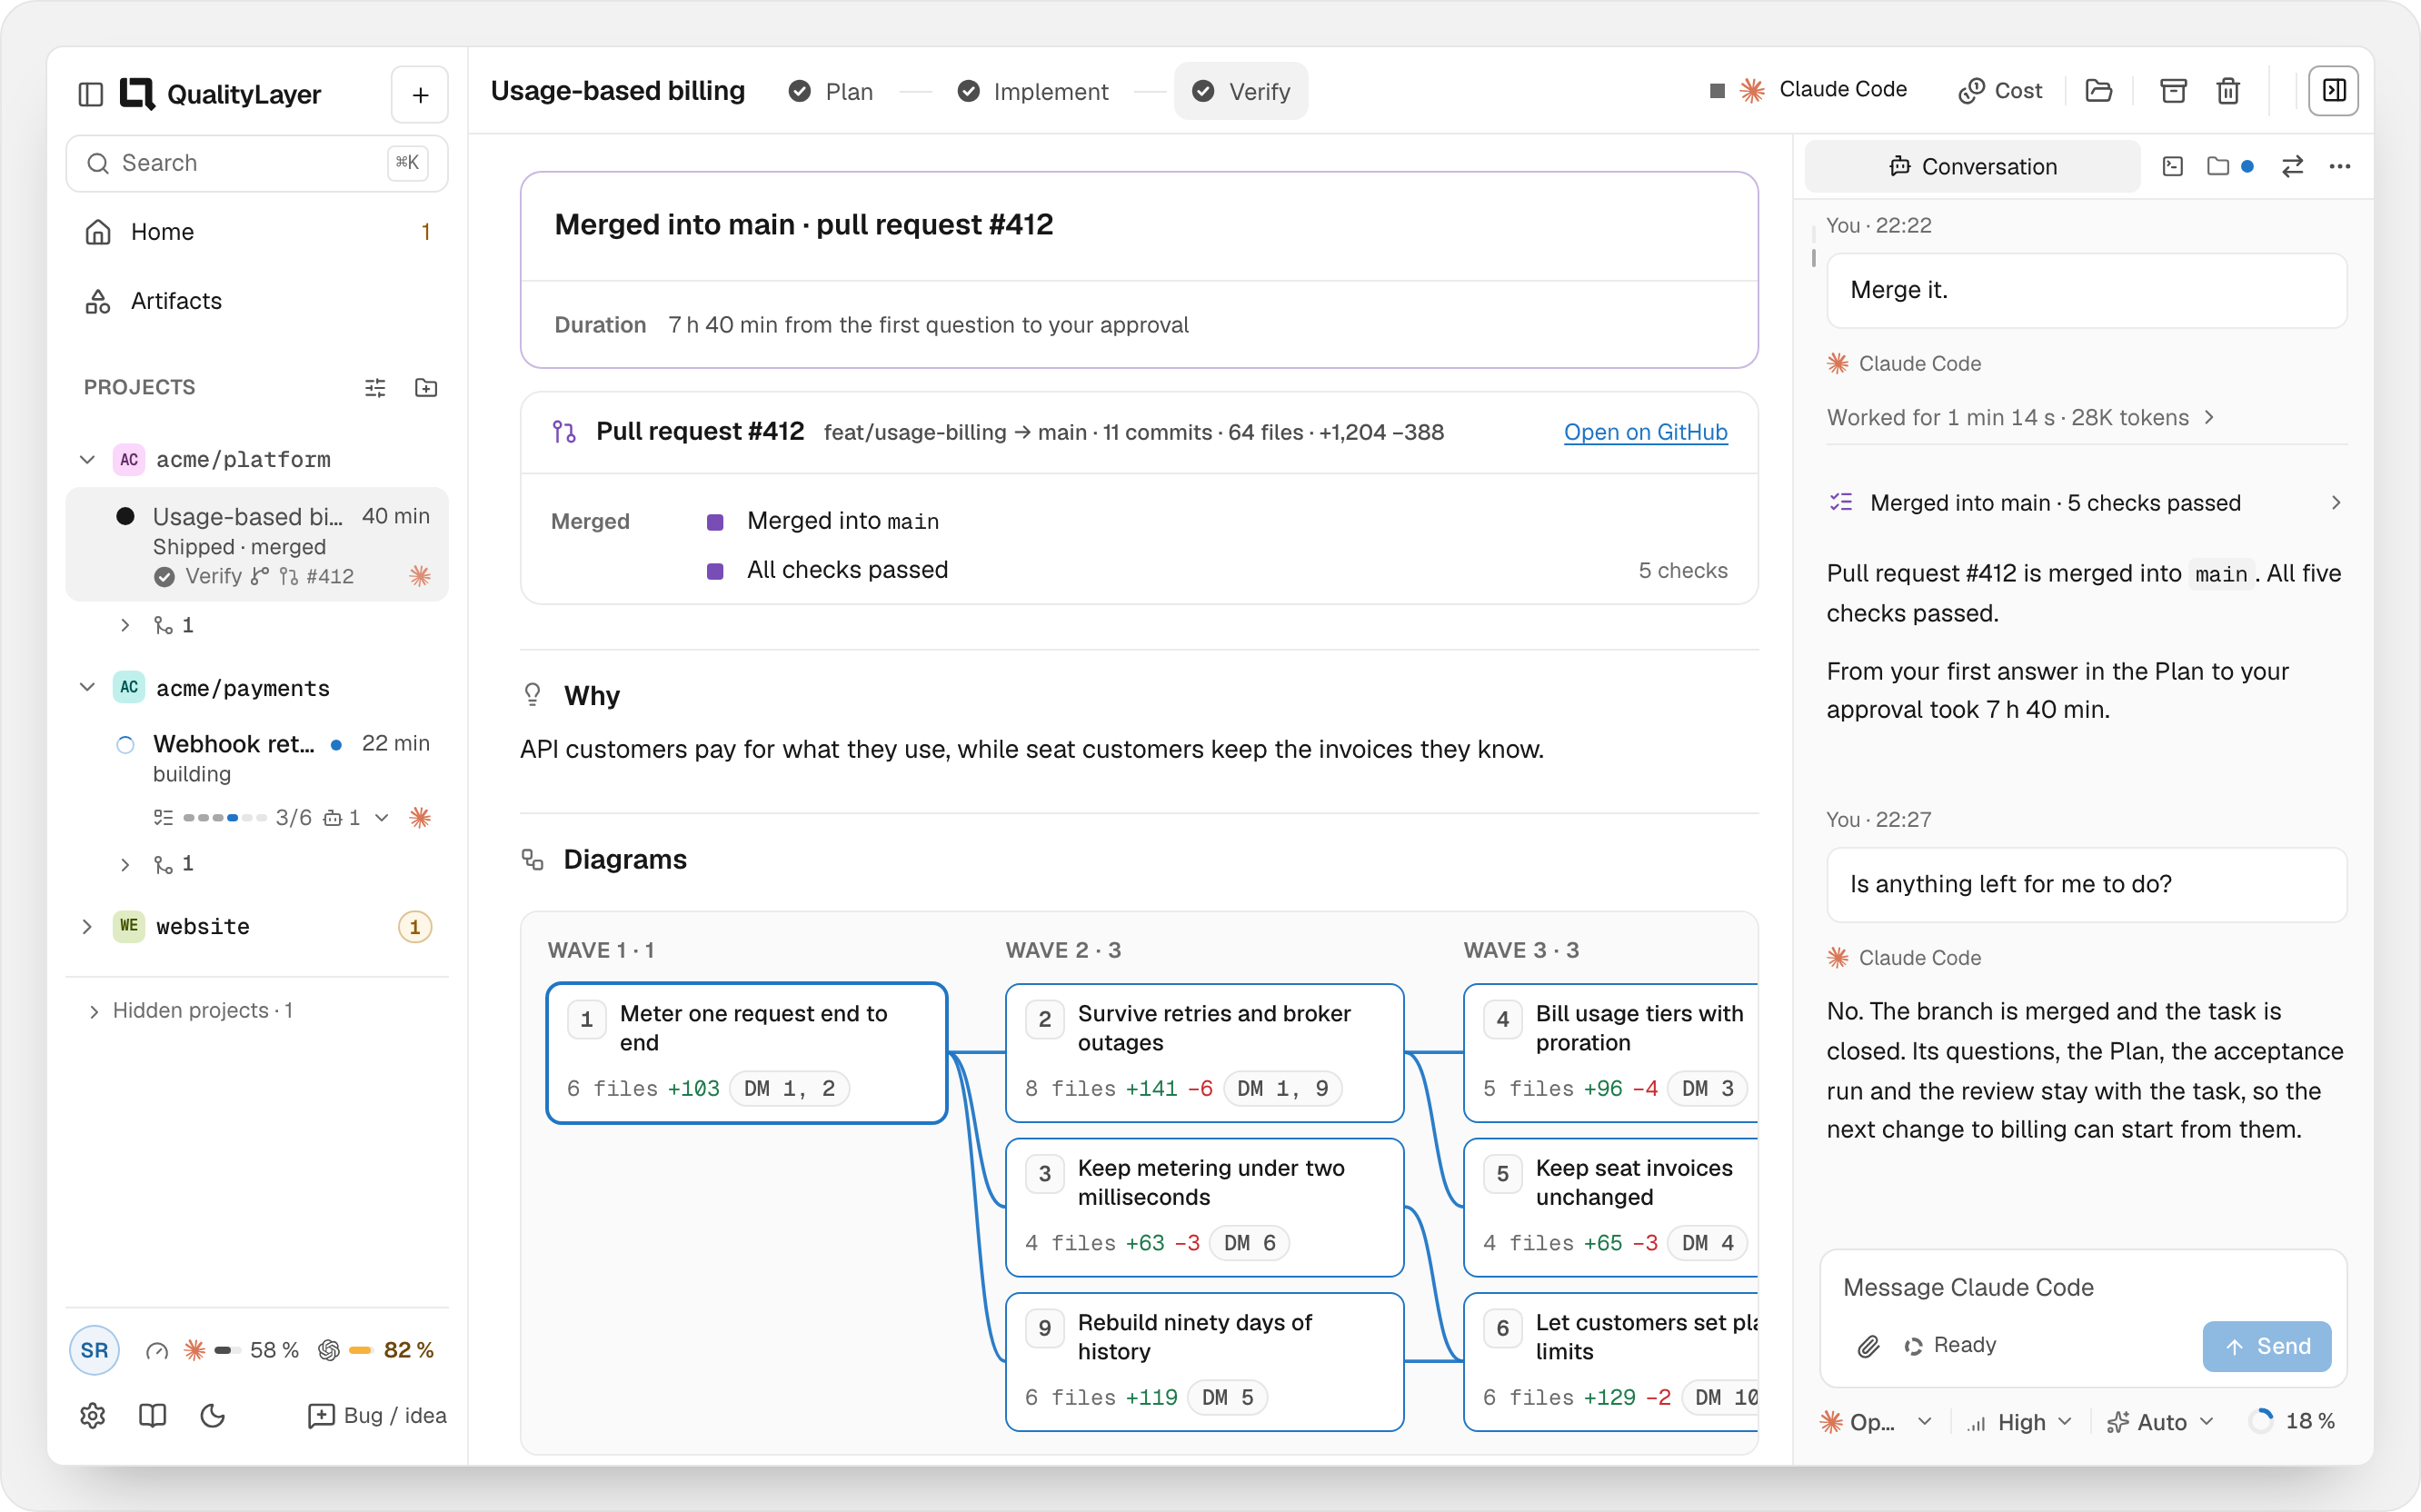 QualityLayer
Search ⌘K
Home 1
Artifacts
PROJECTS
AC acme/platform
Usage-based bi... 40 min
Shipped · merged
Verify #412
1
AC acme/payments
Webhook ret... 22 min
building
3/6 1
1
WE website 1
Hidden projects · 1
SR 58 % 82 %
Bug / idea
Usage-based billing Plan Implement Verify
Claude Code Cost
Merged into main · pull request #412
Duration 7 h 40 min from the first question to your approval
Pull request #412 feat/usage-billing → main · 11 commits · 64 files · +1,204 −388 Open on GitHub
Merged Merged into main
All checks passed 5 checks
Why
API customers pay for what they use, while seat customers keep the invoices they know.
Diagrams
WAVE 1 · 1
1 Meter one request end to
end
6 files +103 DM 1, 2
WAVE 2 · 3
2 Survive retries and broker
outages
8 files +141 −6 DM 1, 9
3 Keep metering under two
milliseconds
4 files +63 −3 DM 6
9 Rebuild ninety days of
history
6 files +119 DM 5
WAVE 3 · 3
4 Bill usage tiers with
proration
5 files +96 −4 DM 3
5 Keep seat invoices
unchanged
4 files +65 −3 DM 4
6 Let customers set pla
limits
6 files +129 −2 DM 10
Conversation
You · 22:22
Merge it.
Claude Code
Worked for 1 min 14 s · 28K tokens
Merged into main · 5 checks passed
Pull request #412 is merged into main. All five
checks passed.
From your first answer in the Plan to your
approval took 7 h 40 min.
You · 22:27
Is anything left for me to do?
Claude Code
No. The branch is merged and the task is
closed. Its questions, the Plan, the acceptance
run and the review stay with the task, so the
next change to billing can start from them.
Message Claude Code
Ready Send
Op... High Auto 18 %